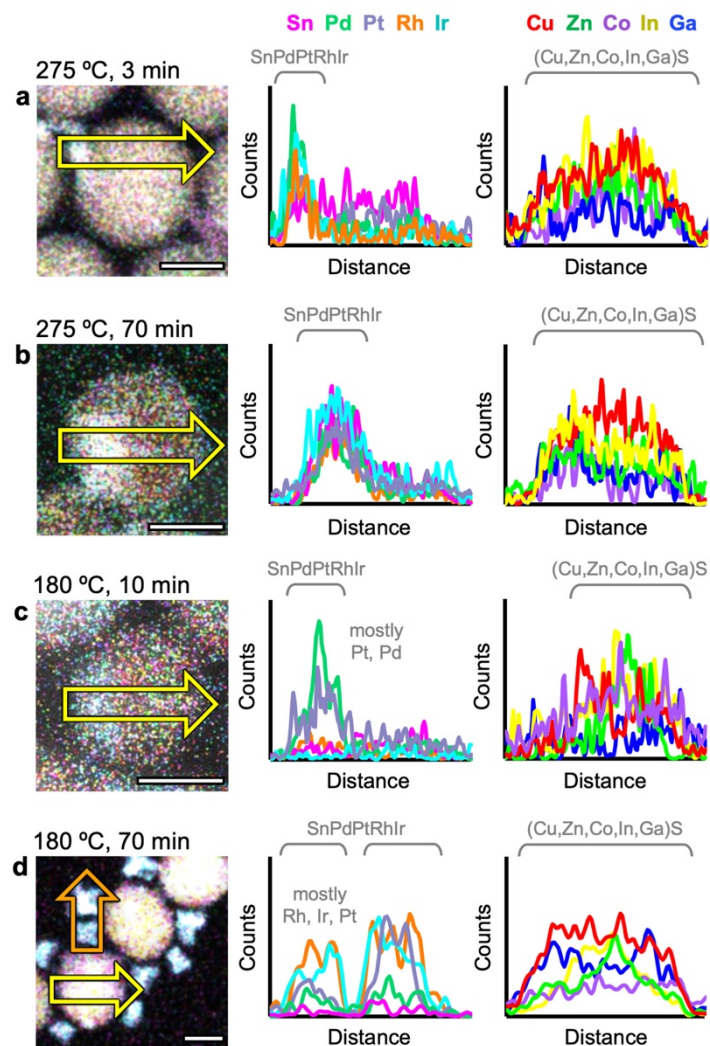 Sn Pd Pt Rh Ir
Cu Zn Co In Ga
275 ºC, 3 min
SnPdPtRhIr
(Cu,Zn,Co,In,Ga)S
a
Counts
Distance
Counts
Distance
275 ºC, 70 min
SnPdPtRhIr
(Cu,Zn,Co,In,Ga)S
b
Counts
Distance
Counts
Distance
180 ºC, 10 min
SnPdPtRhIr
(Cu,Zn,Co,In,Ga)S
c
Counts
mostly
Pt, Pd
Distance
Counts
Distance
180 ºC, 70 min
SnPdPtRhIr
(Cu,Zn,Co,In,Ga)S
d
Counts
mostly
Rh, Ir, Pt
Distance
Counts
Distance